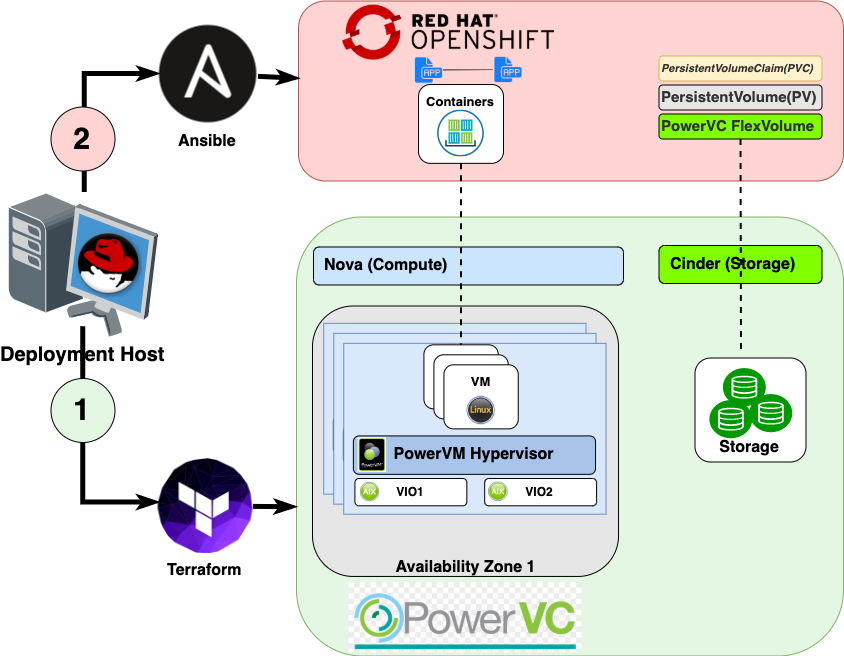 RED HAT®
OPENSHIFT
APP
APP
Containers
PersistentVolumeClaim(PVC)
PersistentVolume(PV)
PowerVC FlexVolume
2
Ansible
Deployment Host
1
Terraform
Nova (Compute)
Cinder (Storage)
VM
Linux
PowerVM
PowerVM Hypervisor
AIX
VIO1
AIX
VIO2
Availability Zone 1
Storage
PowerVC